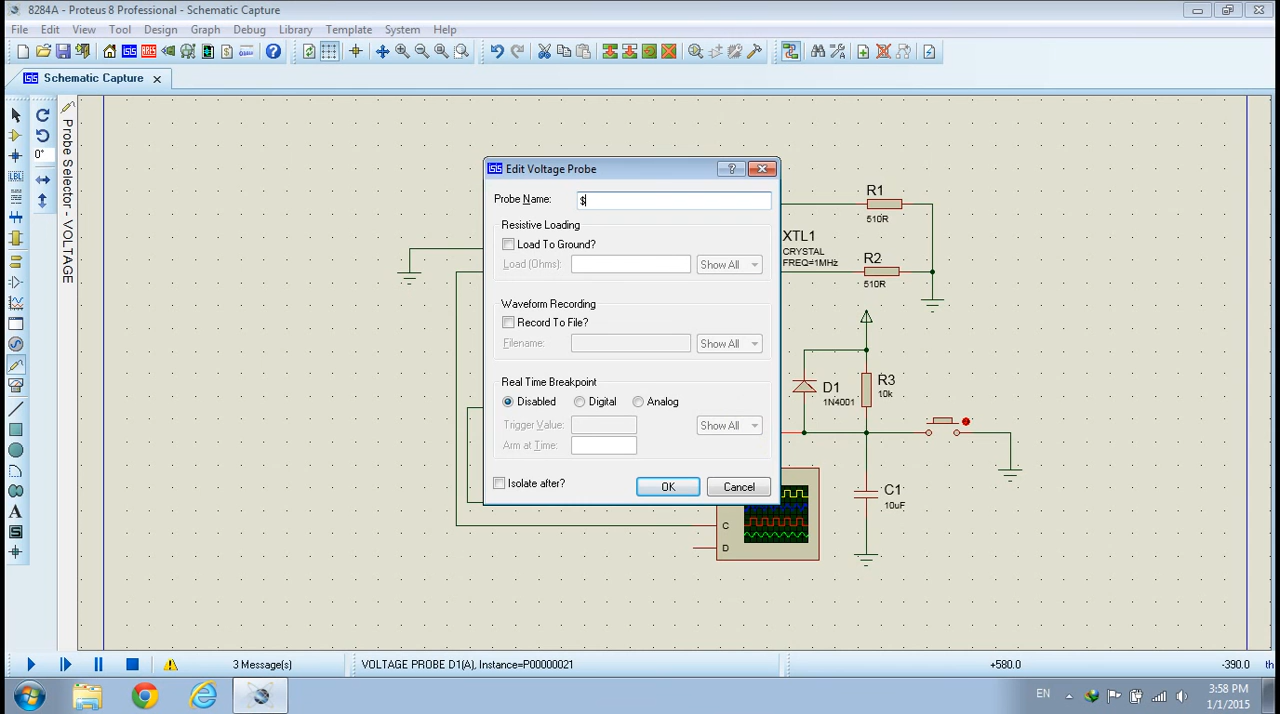 8284A - Proteus 8 Professional - Schematic Capture
File Edit View Tool Design Graph Debug Library Template System Help
Schematic Capture
0°
LBL
Probe Selector - VOLTAGE
Edit Voltage Probe
Probe Name: $
Resistive Loading
Load To Ground?
Load (Ohms): Show All
Waveform Recording
Record To File?
Filename: Show All
Real Time Breakpoint
Disabled Digital Analog
Trigger Value: Show All
Arm at Time:
Isolate after? OK Cancel
R1
510R
XTL1
CRYSTAL
FREQ=1MHz
R2
510R
D1
1N4001
R3
10k
C1
10uF
C
D
3 Message(s) VOLTAGE PROBE D1(A), Instance=P00000021 +580.0 -390.0 th
EN 3:58 PM
1/1/2015